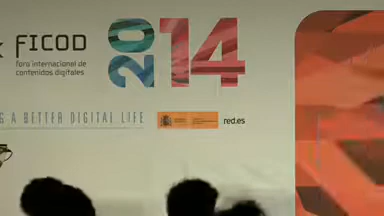 FICOD
foro internacional de
contenidos digitales
2014
A BETTER DIGITAL LIFE
red.es